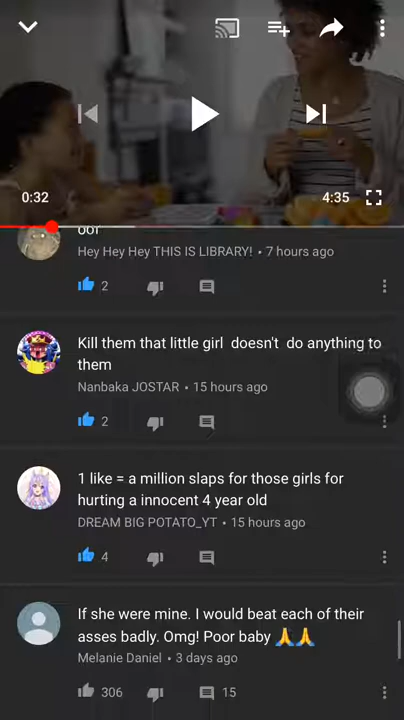 0:32
4:35
oof
Hey Hey Hey THIS IS LIBRARY! • 7 hours ago
2
Kill them that little girl  doesn't  do anything to
them
Nanbaka JOSTAR • 15 hours ago
2
1 like = a million slaps for those girls for
hurting a innocent 4 year old
DREAM BIG POTATO_YT • 15 hours ago
4
If she were mine. I would beat each of their
asses badly. Omg! Poor baby 🙏🙏
Melanie Daniel • 3 days ago
306 15